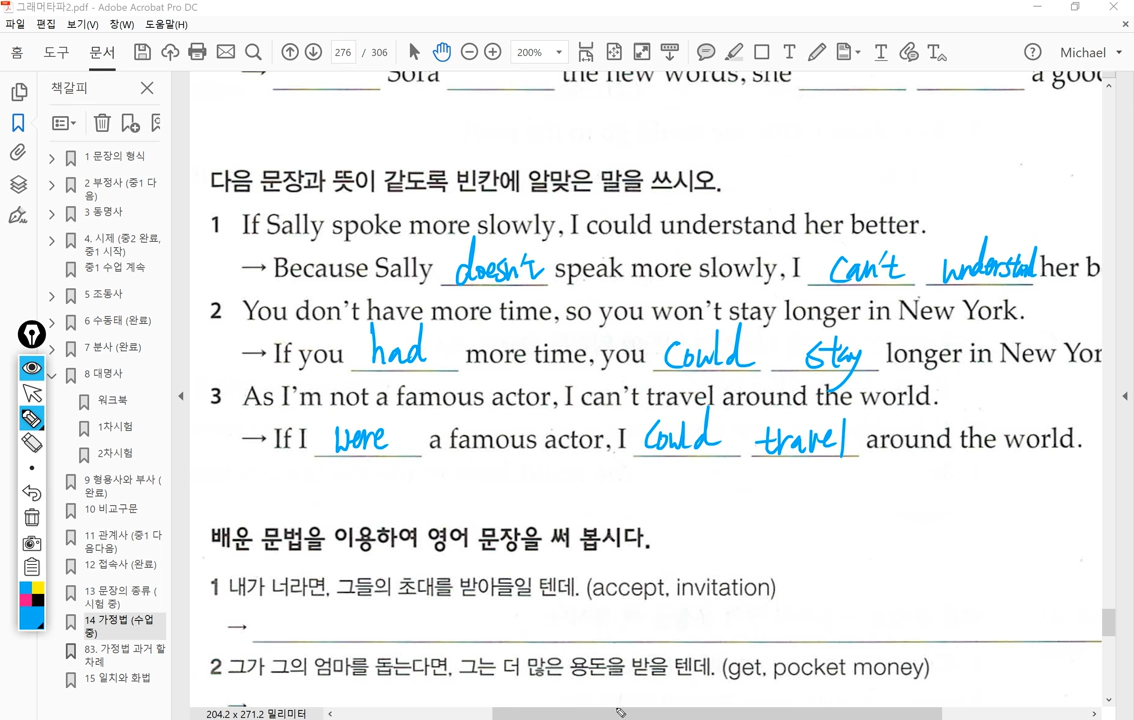 그래머타파2.pdf - Adobe Acrobat Pro DC
파일 편집 보기(V) 창(W) 도움말(H)
홈 도구 문서 276 / 306 200% Michael
책갈피
1 문장의 형식
2 부정사 (중1 다
음)
3 동명사
4. 시제 (중2 완료,
중1 시작)
중1 수업 계속
5 조동사
6 수동태 (완료)
7 분사 (완료)
8 대명사
워크북
1차시험
2차시험
9 형용사와 부사 (
완료)
10 비교구문
11 관계사 (중1 다
음다음)
12 접속사 (완료)
13 문장의 종류 (
시험 중)
14 가정법 (수업
중)
83. 가정법 과거 할
차례
15 일치와 화법
→ Sora the new words, she a good
다음 문장과 뜻이 같도록 빈칸에 알맞은 말을 쓰시오.
1 If Sally spoke more slowly, I could understand her better.
→ Because Sally doesn't speak more slowly, I can't understand her b
2 You don't have more time, so you won't stay longer in New York.
→ If you had more time, you could stay longer in New Yor
3 As I'm not a famous actor, I can't travel around the world.
→ If I were a famous actor, I could travel around the world.
배운 문법을 이용하여 영어 문장을 써 봅시다.
1 내가 너라면, 그들의 초대를 받아들일 텐데. (accept, invitation)
→
2 그가 그의 엄마를 돕는다면, 그는 더 많은 용돈을 받을 텐데. (get, pocket money)
→
204.2 x 271.2 밀리미터